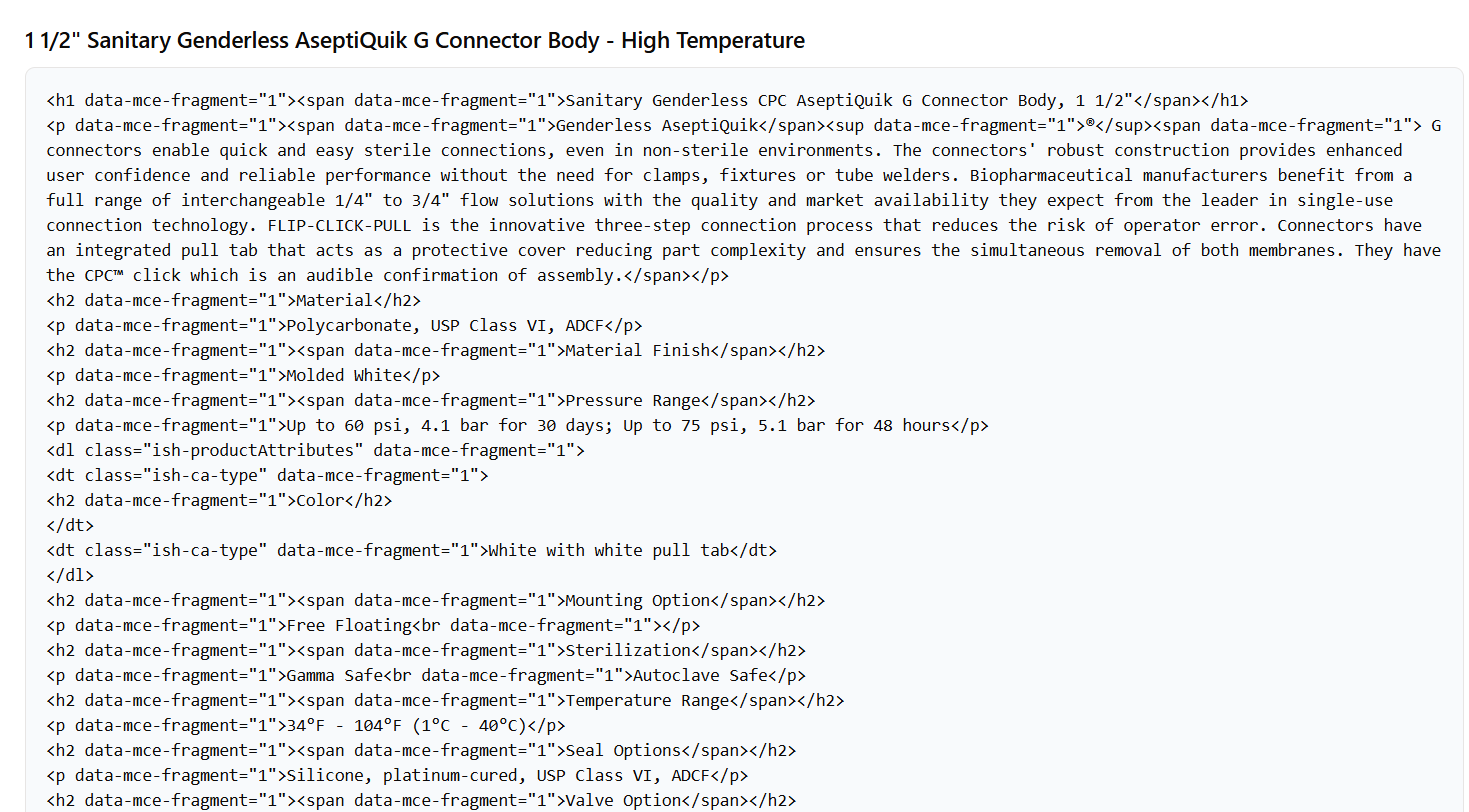 1 1/2" Sanitary Genderless AseptiQuik G Connector Body - High Temperature
<h1 data-mce-fragment="1"><span data-mce-fragment="1">Sanitary Genderless CPC AseptiQuik G Connector Body, 1 1/2"</span></h1>
<p data-mce-fragment="1"><span data-mce-fragment="1">Genderless AseptiQuik</span><sup data-mce-fragment="1">®</sup><span data-mce-fragment="1"> G
connectors enable quick and easy sterile connections, even in non-sterile environments. The connectors' robust construction provides enhanced
user confidence and reliable performance without the need for clamps, fixtures or tube welders. Biopharmaceutical manufacturers benefit from a
full range of interchangeable 1/4" to 3/4" flow solutions with the quality and market availability they expect from the leader in single-use
connection technology. FLIP-CLICK-PULL is the innovative three-step connection process that reduces the risk of operator error. Connectors have
an integrated pull tab that acts as a protective cover reducing part complexity and ensures the simultaneous removal of both membranes. They have
the CPC™ click which is an audible confirmation of assembly.</span></p>
<h2 data-mce-fragment="1">Material</h2>
<p data-mce-fragment="1">Polycarbonate, USP Class VI, ADCF</p>
<h2 data-mce-fragment="1"><span data-mce-fragment="1">Material Finish</span></h2>
<p data-mce-fragment="1">Molded White</p>
<h2 data-mce-fragment="1"><span data-mce-fragment="1">Pressure Range</span></h2>
<p data-mce-fragment="1">Up to 60 psi, 4.1 bar for 30 days; Up to 75 psi, 5.1 bar for 48 hours</p>
<dl class="ish-productAttributes" data-mce-fragment="1">
<dt class="ish-ca-type" data-mce-fragment="1">
<h2 data-mce-fragment="1">Color</h2>
</dt>
<dt class="ish-ca-type" data-mce-fragment="1">White with white pull tab</dt>
</dl>
<h2 data-mce-fragment="1"><span data-mce-fragment="1">Mounting Option</span></h2>
<p data-mce-fragment="1">Free Floating<br data-mce-fragment="1"></p>
<h2 data-mce-fragment="1"><span data-mce-fragment="1">Sterilization</span></h2>
<p data-mce-fragment="1">Gamma Safe<br data-mce-fragment="1">Autoclave Safe</p>
<h2 data-mce-fragment="1"><span data-mce-fragment="1">Temperature Range</span></h2>
<p data-mce-fragment="1">34ºF - 104ºF (1ºC - 40ºC)</p>
<h2 data-mce-fragment="1"><span data-mce-fragment="1">Seal Options</span></h2>
<p data-mce-fragment="1">Silicone, platinum-cured, USP Class VI, ADCF</p>
<h2 data-mce-fragment="1"><span data-mce-fragment="1">Valve Option</span></h2>